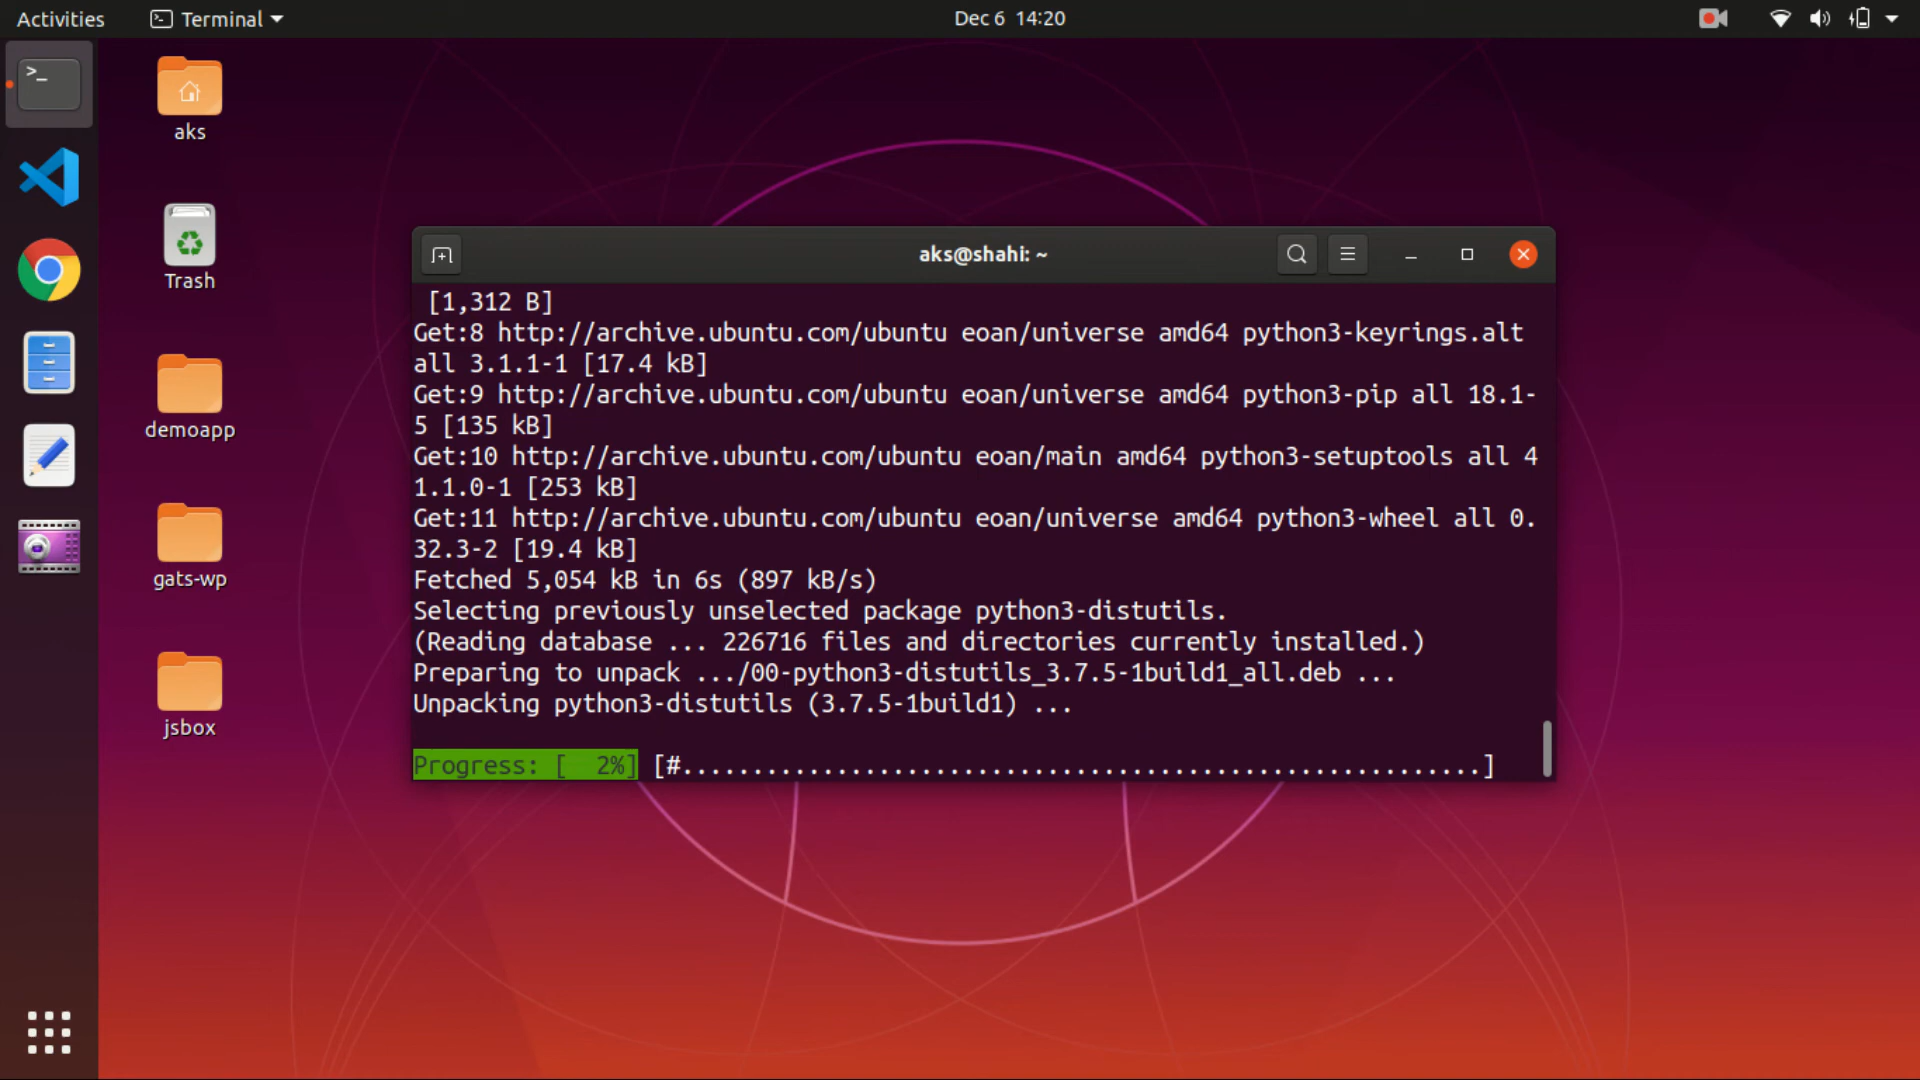 Activities
Terminal
Dec 6 14:20
aks
Trash
demoapp
gats-wp
jsbox
aks@shahi: ~
>_
[1,312 B]
Get:8 http://archive.ubuntu.com/ubuntu eoan/universe amd64 python3-keyrings.alt
all 3.1.1-1 [17.4 kB]
Get:9 http://archive.ubuntu.com/ubuntu eoan/universe amd64 python3-pip all 18.1-
5 [135 kB]
Get:10 http://archive.ubuntu.com/ubuntu eoan/main amd64 python3-setuptools all 4
1.1.0-1 [253 kB]
Get:11 http://archive.ubuntu.com/ubuntu eoan/universe amd64 python3-wheel all 0.
32.3-2 [19.4 kB]
Fetched 5,054 kB in 6s (897 kB/s)
Selecting previously unselected package python3-distutils.
(Reading database ... 226716 files and directories currently installed.)
Preparing to unpack .../00-python3-distutils_3.7.5-1build1_all.deb ...
Unpacking python3-distutils (3.7.5-1build1) ...
Progress: [  2%] [#.........................................................]